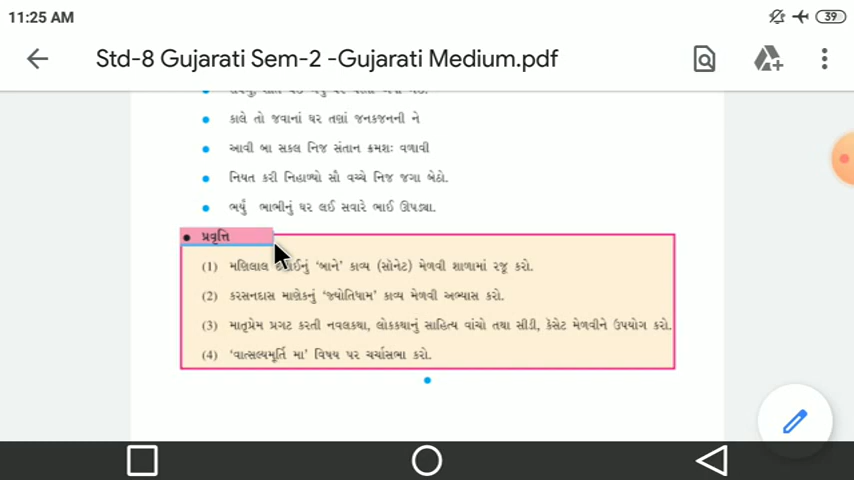 11:25 AM
39
Std-8 Gujarati Sem-2 -Gujarati Medium.pdf
કાલે તો જવાનાં ઘર તણાં જનકજનની ને
આવી બા સકલ નિજ સંતાન ક્રમશઃ વળાવી
નિયત કરી નિહાળ્યો સૌ વચ્ચે નિજ જગા બેઠો.
ભર્યું ભાભીનું ઘર લઈ સવારે ભાઈ ઊપડ્યા.
પ્રવૃત્તિ
(1) મણિલાલ 'બાને' કાવ્ય (સૉનેટ) મેળવી શાળામાં રજૂ કરો.
(2) કરસનદાસ માણેકનું 'જ્યોતિધામ' કાવ્ય મેળવી અભ્યાસ કરો.
(3) માતૃપ્રેમ પ્રગટ કરતી નવલકથા, લોકકથાનું સાહિત્ય વાંચો તથા સીડી, કૅસેટ મેળવીને ઉપયોગ કરો.
(4) 'વાત્સલ્યમૂર્તિ મા' વિષય પર ચર્ચાસભા કરો.